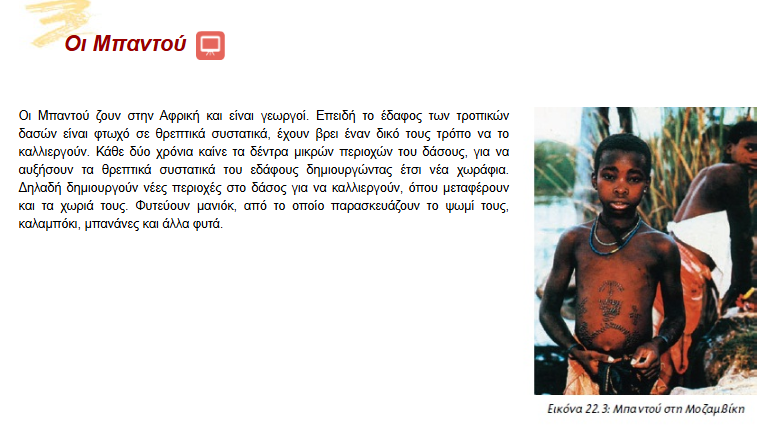 Οι Μπαντού
Οι Μπαντού ζουν στην Αφρική και είναι γεωργοί. Επειδή το έδαφος των τροπικών
δασών είναι φτωχό σε θρεπτικά συστατικά, έχουν βρει έναν δικό τους τρόπο να το
καλλιεργούν. Κάθε δύο χρόνια καίνε τα δέντρα μικρών περιοχών του δάσους, για να
αυξήσουν τα θρεπτικά συστατικά του εδάφους δημιουργώντας έτσι νέα χωράφια.
Δηλαδή δημιουργούν νέες περιοχές στο δάσος για να καλλιεργούν, όπου μεταφέρουν
και τα χωριά τους. Φυτεύουν μανιόκ, από το οποίο παρασκευάζουν το ψωμί τους,
καλαμπόκι, μπανάνες και άλλα φυτά.
Εικόνα 22.3: Μπαντού στη Μοζαμβίκη